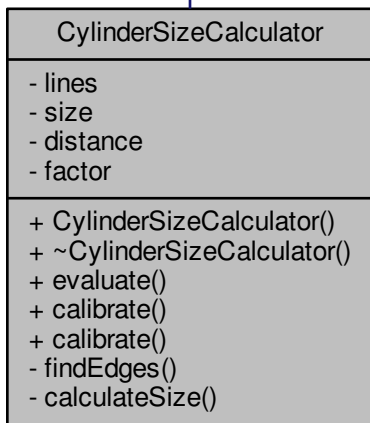 CylinderSizeCalculator
- lines
- size
- distance
- factor
+ CylinderSizeCalculator()
+ ~CylinderSizeCalculator()
+ evaluate()
+ calibrate()
+ calibrate()
- findEdges()
- calculateSize()